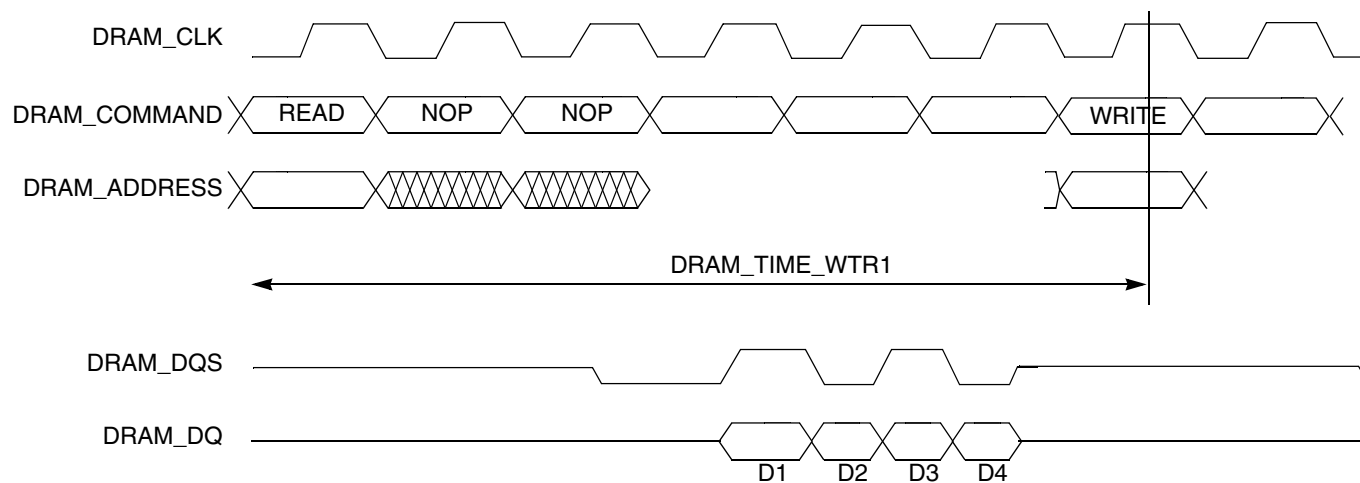 DRAM_CLK
DRAM_COMMAND READ NOP NOP WRITE
DRAM_ADDRESS
DRAM_TIME_WTR1
DRAM_DQS
DRAM_DQ
D1 D2 D3 D4